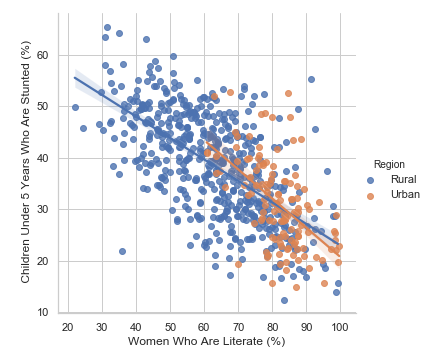 Children Under 5 Years Who Are Stunted (%)
60
50
40
30
20
10
20 30 40 50 60 70 80 90 100
Women Who Are Literate (%)
Region
Rural
Urban